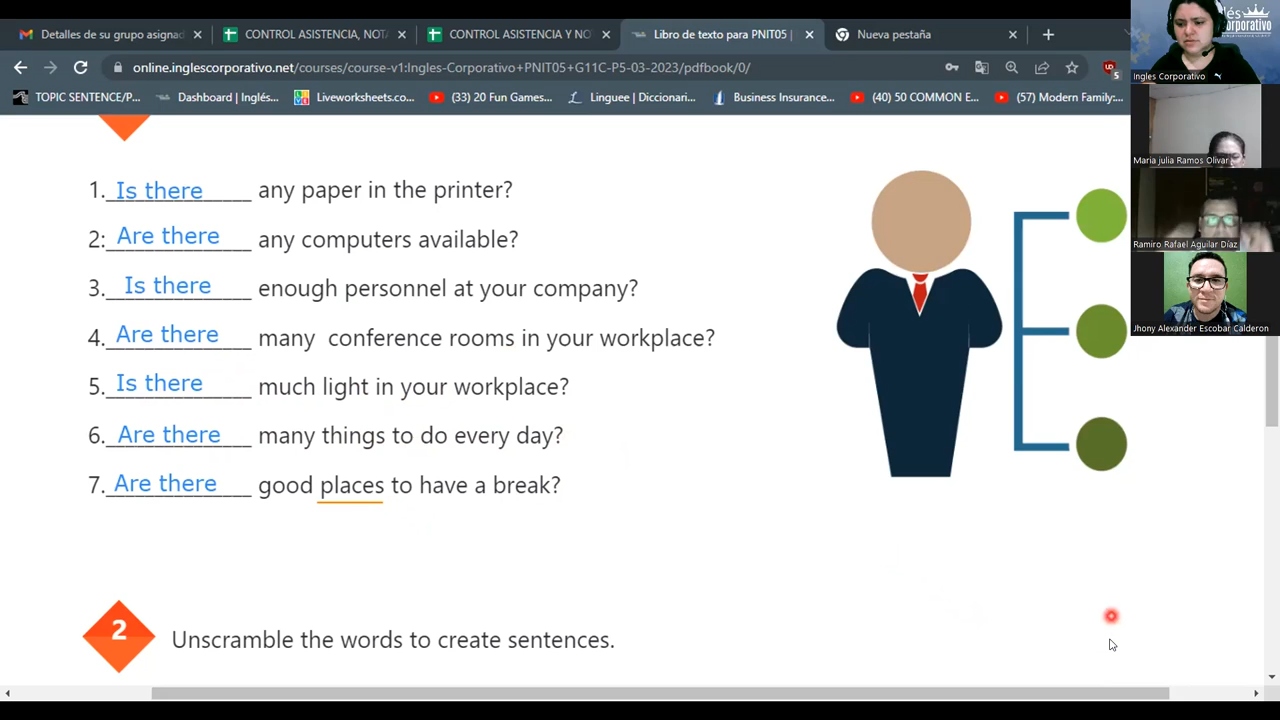 Detalles de su grupo asignad
CONTROL ASISTENCIA, NOTA
CONTROL ASISTENCIA Y NO
Libro de texto para PNIT05 |
Nueva pestaña
online.inglescorporativo.net/courses/course-v1:Ingles-Corporativo+PNIT05+G11C-P5-03-2023/pdfbook/0/
TOPIC SENTENCE/P...
Dashboard | Inglés...
Liveworksheets.co...
(33) 20 Fun Games...
Linguee | Diccionari...
Business Insurance...
(40) 50 COMMON E...
(57) Modern Family:...
5
lés
Corporativo
Ingles Corporativo
Maria julia Ramos Olivar
Ramiro Rafael Aguilar Díaz
Jhony Alexander Escobar Calderon
1. Is there any paper in the printer?
2: Are there any computers available?
3. Is there enough personnel at your company?
4. Are there many conference rooms in your workplace?
5. Is there much light in your workplace?
6. Are there many things to do every day?
7. Are there good places to have a break?
2
Unscramble the words to create sentences.